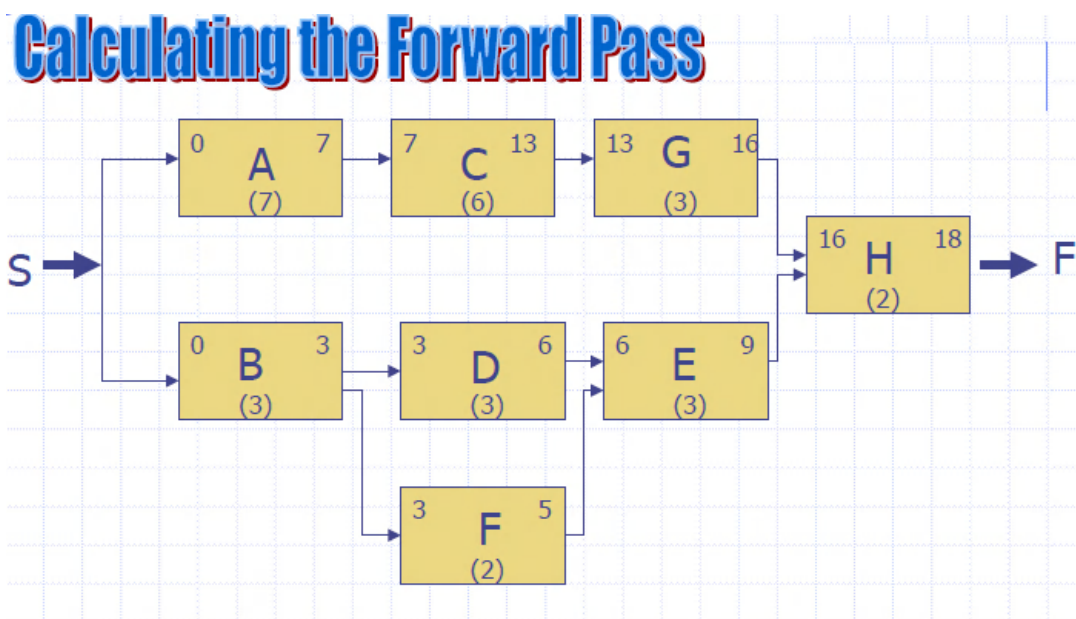 Calculating the Forward Pass
0 A 7
(7)
7 C 13
(6)
13 G 16
(3)
16 H 18
(2)
S
F
0 B 3
(3)
3 D 6
(3)
6 E 9
(3)
3 F 5
(2)